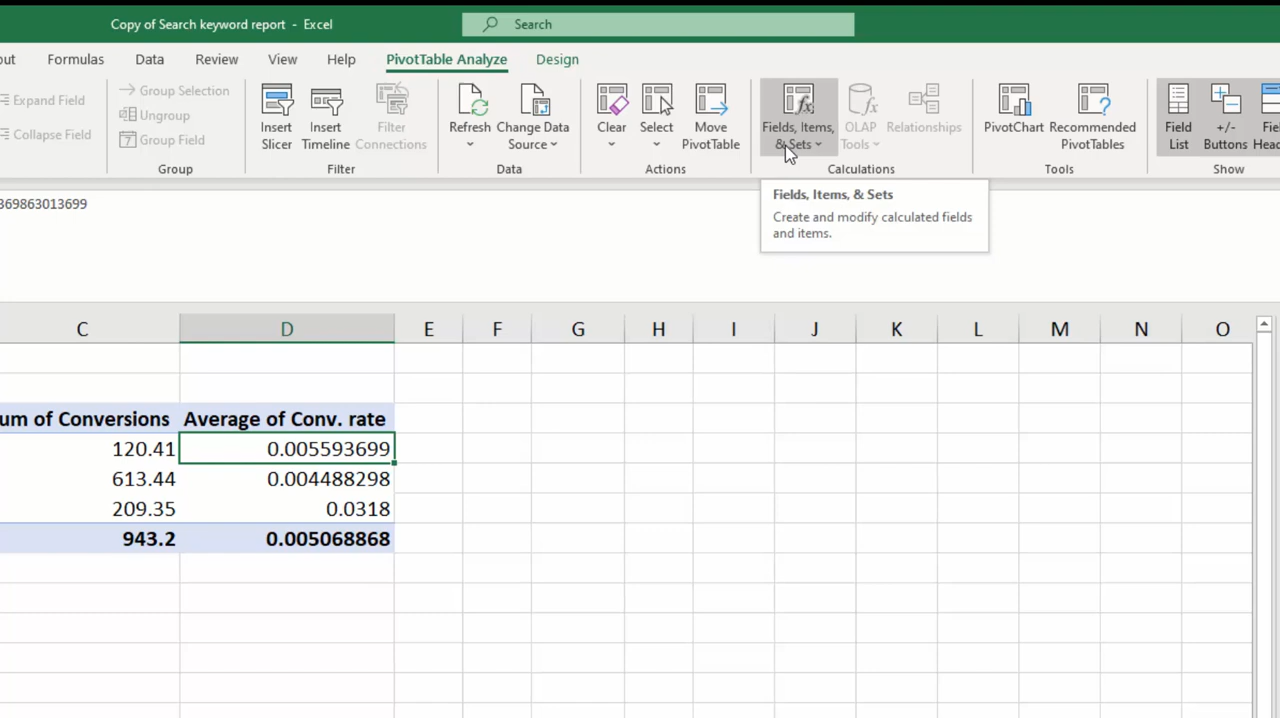 Copy of Search keyword report - Excel
Search
out Formulas Data Review View Help PivotTable Analyze Design
Expand Field
Collapse Field
Group Selection
Ungroup
Group Field
Group
Insert Slicer
Insert Timeline
Filter Connections
Filter
Refresh
Change Data Source
Data
Clear
Select
Move PivotTable
Actions
Fields, Items, & Sets
OLAP Tools
Relationships
Calculations
PivotChart
Recommended PivotTables
Tools
Field List
+/- Buttons
Field Hea
Show
369863013699
Fields, Items, & Sets
Create and modify calculated fields
and items.
C D E F G H I J K L M N O
um of Conversions Average of Conv. rate
120.41 0.005593699
613.44 0.004488298
209.35 0.0318
943.2 0.005068868